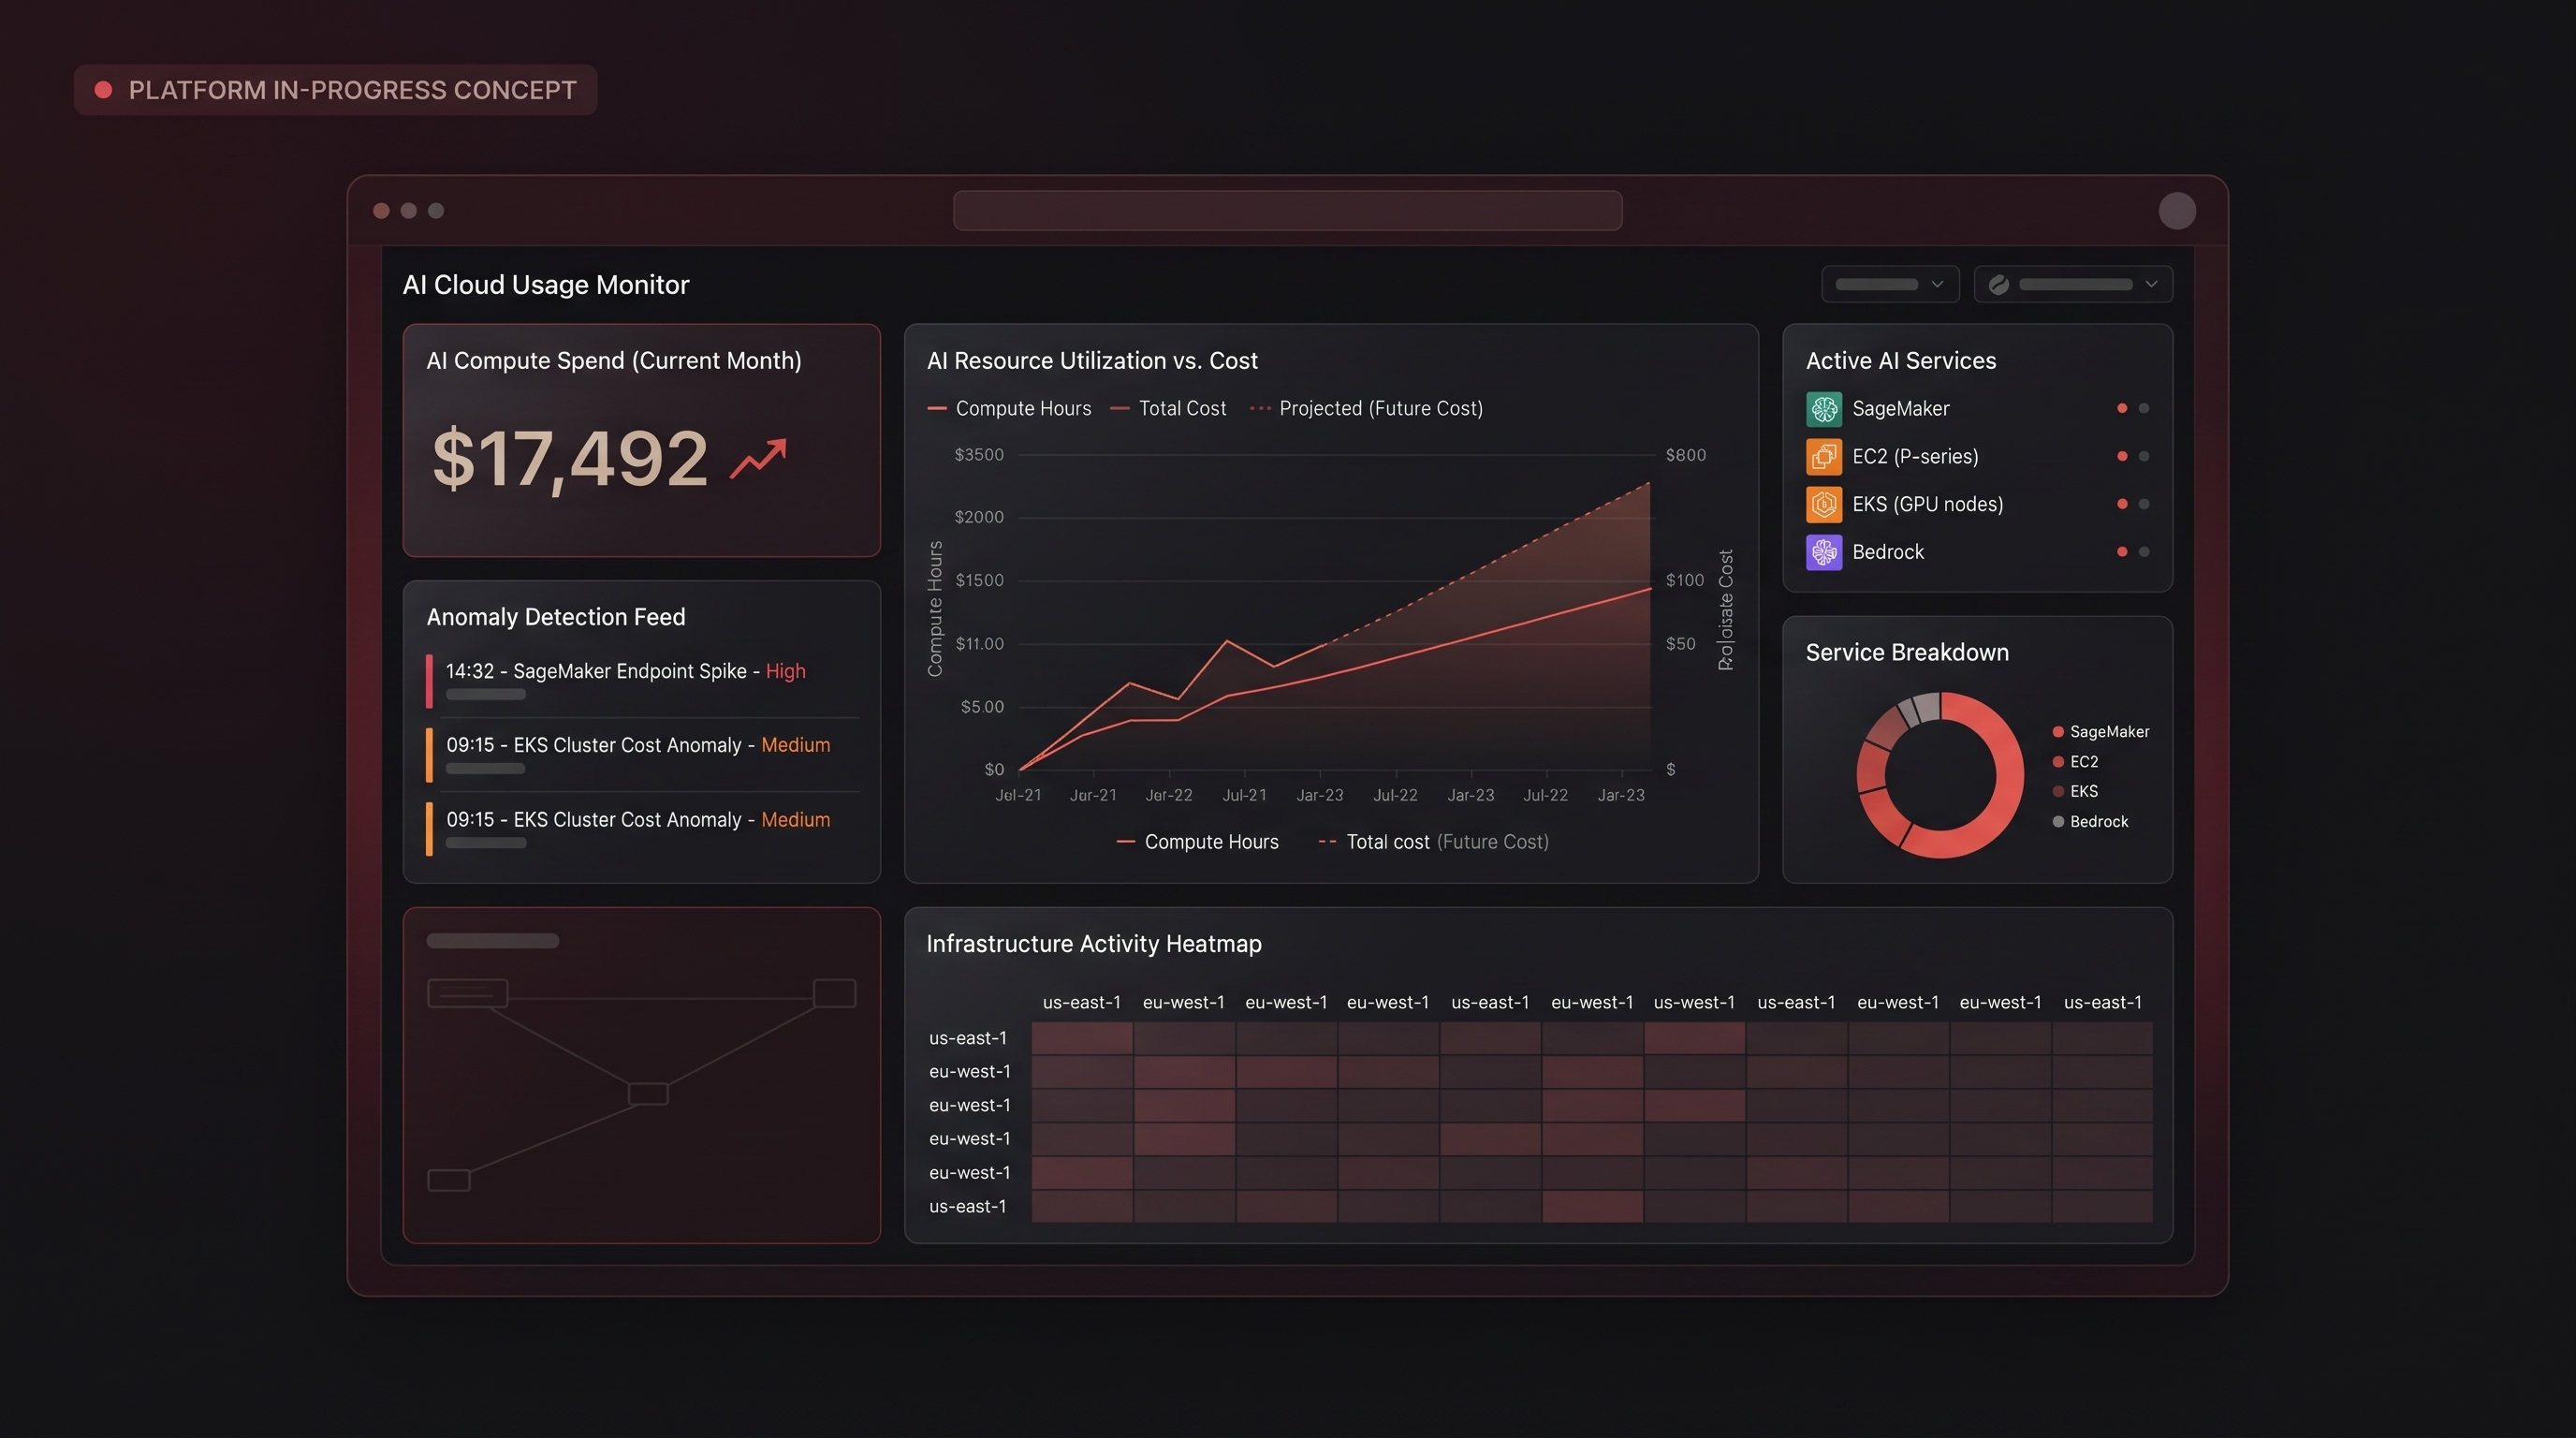 PLATFORM IN-PROGRESS CONCEPT
AI Cloud Usage Monitor
AI Compute Spend (Current Month)
$17,492
Anomaly Detection Feed
14:32 - SageMaker Endpoint Spike - High
09:15 - EKS Cluster Cost Anomaly - Medium
09:15 - EKS Cluster Cost Anomaly - Medium
AI Resource Utilization vs. Cost
Compute Hours Total Cost Projected (Future Cost)
Compute Hours
$3500
$2000
$1500
$11.00
$5.00
$0
$800
$100
$50
$
Jel-21 Jar-21 Jer-22 Jul-21 Jar-23 Jul-22 Jar-23 Jul-22 Jar-23
Compute Hours Total cost (Future Cost)
Active AI Services
SageMaker
EC2 (P-series)
EKS (GPU nodes)
Bedrock
Service Breakdown
SageMaker
EC2
EKS
Bedrock
Infrastructure Activity Heatmap
us-east-1 eu-west-1 eu-west-1 eu-west-1 us-east-1 eu-west-1 us-west-1 us-east-1 eu-west-1 eu-west-1 us-east-1
us-east-1
eu-west-1
eu-west-1
eu-west-1
eu-west-1
us-east-1